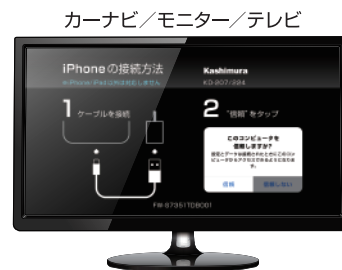 カーナビ／モニター／テレビ
iPhoneの接続方法
Kashimura
KD-207/224
1 ケーブルを接続
2 "信頼"をタップ
このコンピュータを
信頼しますか?
信頼
信頼しない